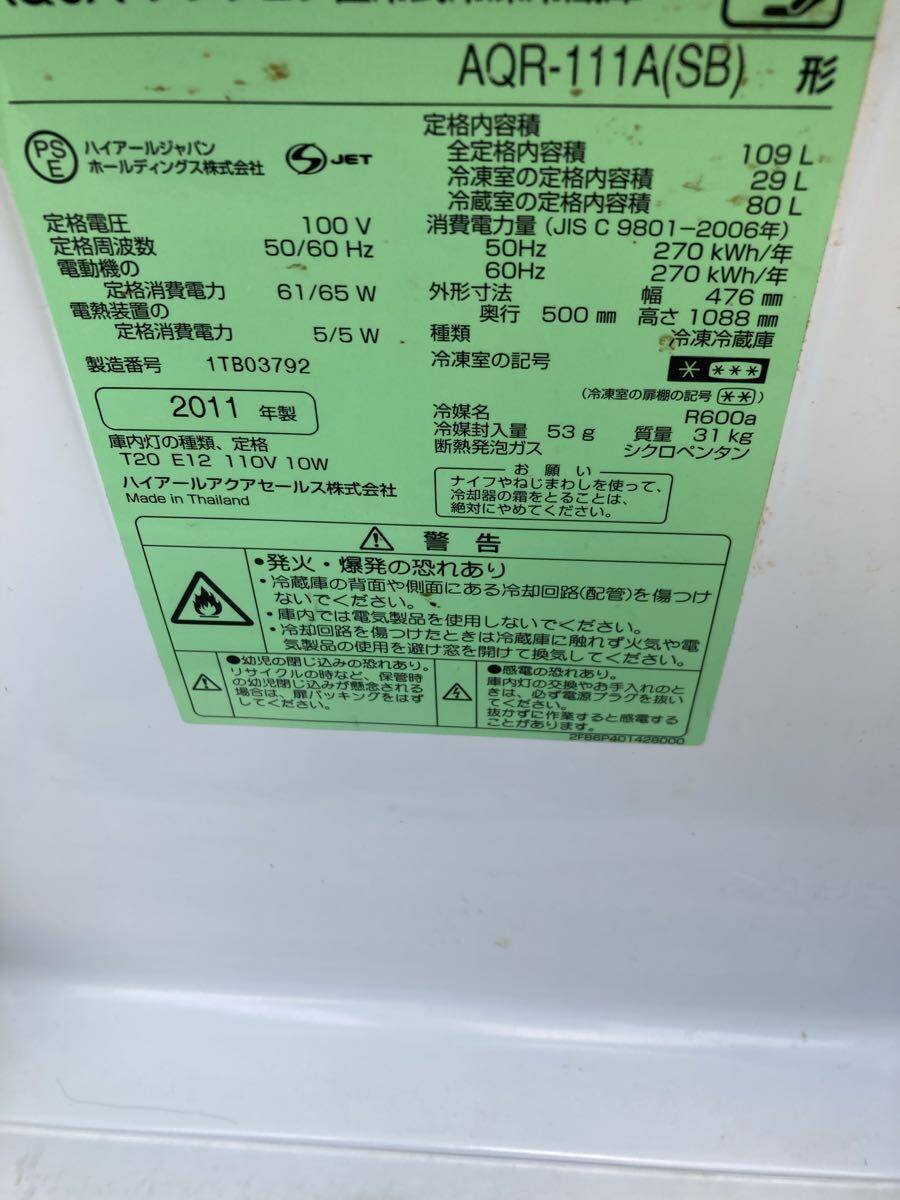 AQR-111A(SB) 形
PSE
ハイアールジャパン
ホールディングス株式会社
S JET
定格電圧 100 V
定格周波数 50/60 Hz
電動機の
定格消費電力 61/65 W
電熱装置の
定格消費電力 5/5 W
製造番号 1TB03792
2011 年製
庫内灯の種類、定格
T20 E12 110V 10W
ハイアールアクアセールス株式会社
Made in Thailand
定格内容積
全定格内容積 109 L
冷凍室の定格内容積 29 L
冷蔵室の定格内容積 80 L
消費電力量 (JIS C 9801-2006年)
50Hz 270 kWh/年
60Hz 270 kWh/年
外形寸法 幅 476 mm
奥行 500 mm 高さ 1088 mm
種類 冷凍冷蔵庫
冷凍室の記号 * ***
(冷凍室の扉棚の記号 ** )
冷媒名 R600a
冷媒封入量 53 g 質量 31 kg
断熱発泡ガス シクロペンタン
お願い
ナイフやねじまわしを使って、
冷却器の霜をとることは、
絶対にやめてください。
警告
•発火・爆発の恐れあり
・冷蔵庫の背面や側面にある冷却回路(配管)を傷つけ
ないでください。
・庫内では電気製品を使用しないでください。
・冷却回路を傷つけたときは冷蔵庫に触れず火気や電
気製品の使用を避け窓を開けて換気してください。
●幼児の閉じ込みの恐れあり。
リサイクルの時など、保管時
の幼児閉じ込みが懸念される
場合は、扉パッキングをはず
してください。
●感電の恐れあり。
庫内灯の交換やお手入れのと
きは、必ず電源プラグを抜い
てください。
抜かずに作業すると感電する
ことがあります。
2FB6P40142B000